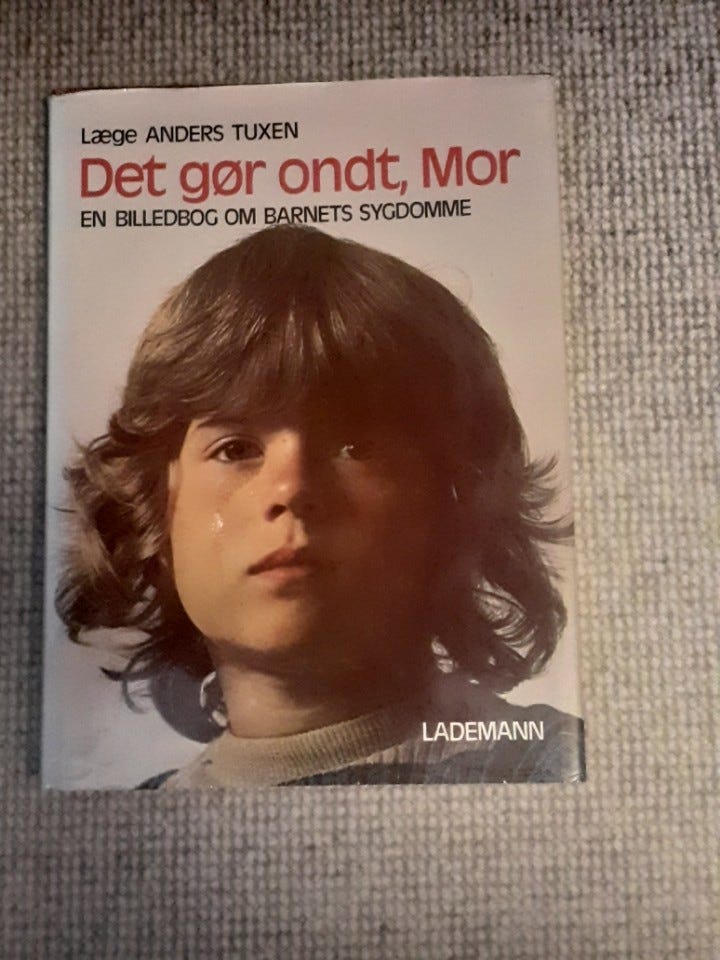 Læge ANDERS TUXEN
Det gør ondt, Mor
EN BILLEDBOG OM BARNETS SYGDOMME
LADEMANN